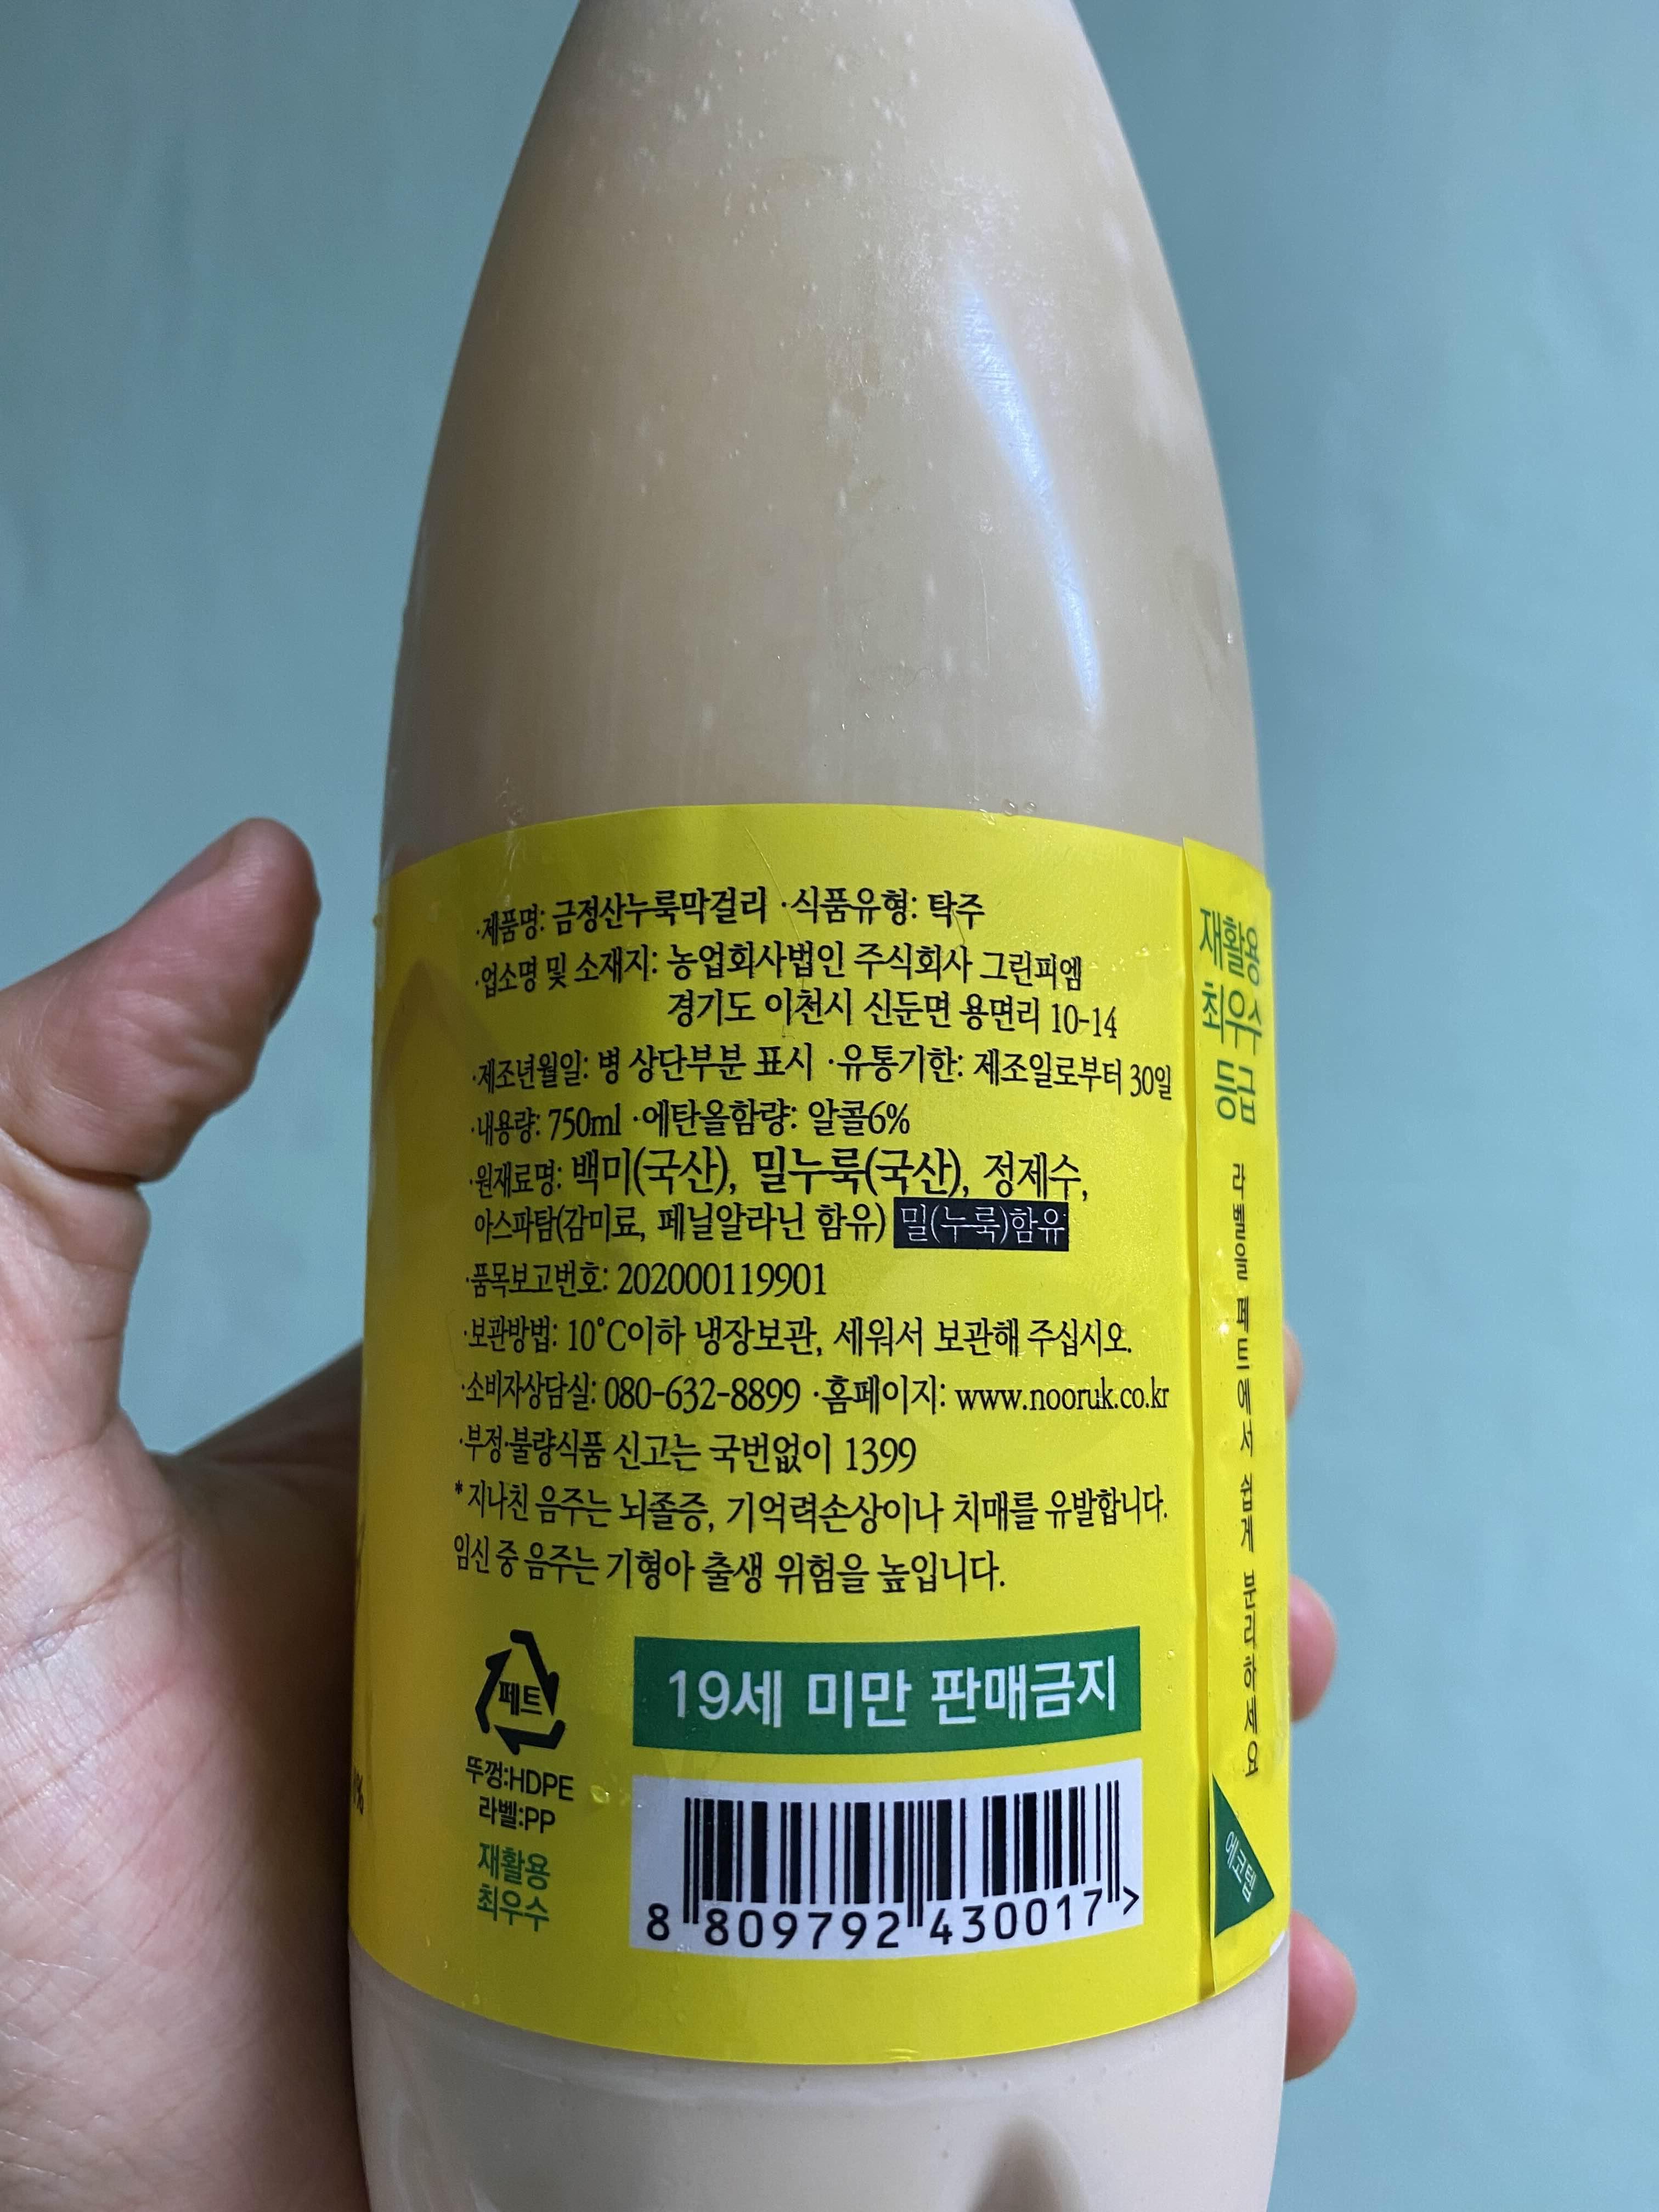 ·제품명: 금정산누룩막걸리 ·식품유형: 탁주
·업소명 및 소재지: 농업회사법인 주식회사 그린피엠
경기도 이천시 신둔면 용면리 10-14
·제조년월일: 병 상단부분 표시 ·유통기한: 제조일로부터 30일
·내용량: 750ml ·에탄올함량: 알콜6%
·원재료명: 백미(국산), 밀누룩(국산), 정제수,
아스파탐(감미료, 페닐알라닌 함유) 밀(누룩)함유
·품목보고번호: 202000119901
·보관방법: 10°C이하 냉장보관, 세워서 보관해 주십시오.
·소비자상담실: 080-632-8899 ·홈페이지: www.nooruk.co.kr
·부정·불량식품 신고는 국번없이 1399
* 지나친 음주는 뇌졸증, 기억력손상이나 치매를 유발합니다.
임신 중 음주는 기형아 출생 위험을 높입니다.
페트
뚜껑:HDPE
라벨:PP
재활용
최우수
19세 미만 판매금지
8 809792 430017 >
재활용
최우수
등급
라벨을 페트에서 쉽게 분리하세요
에코탭